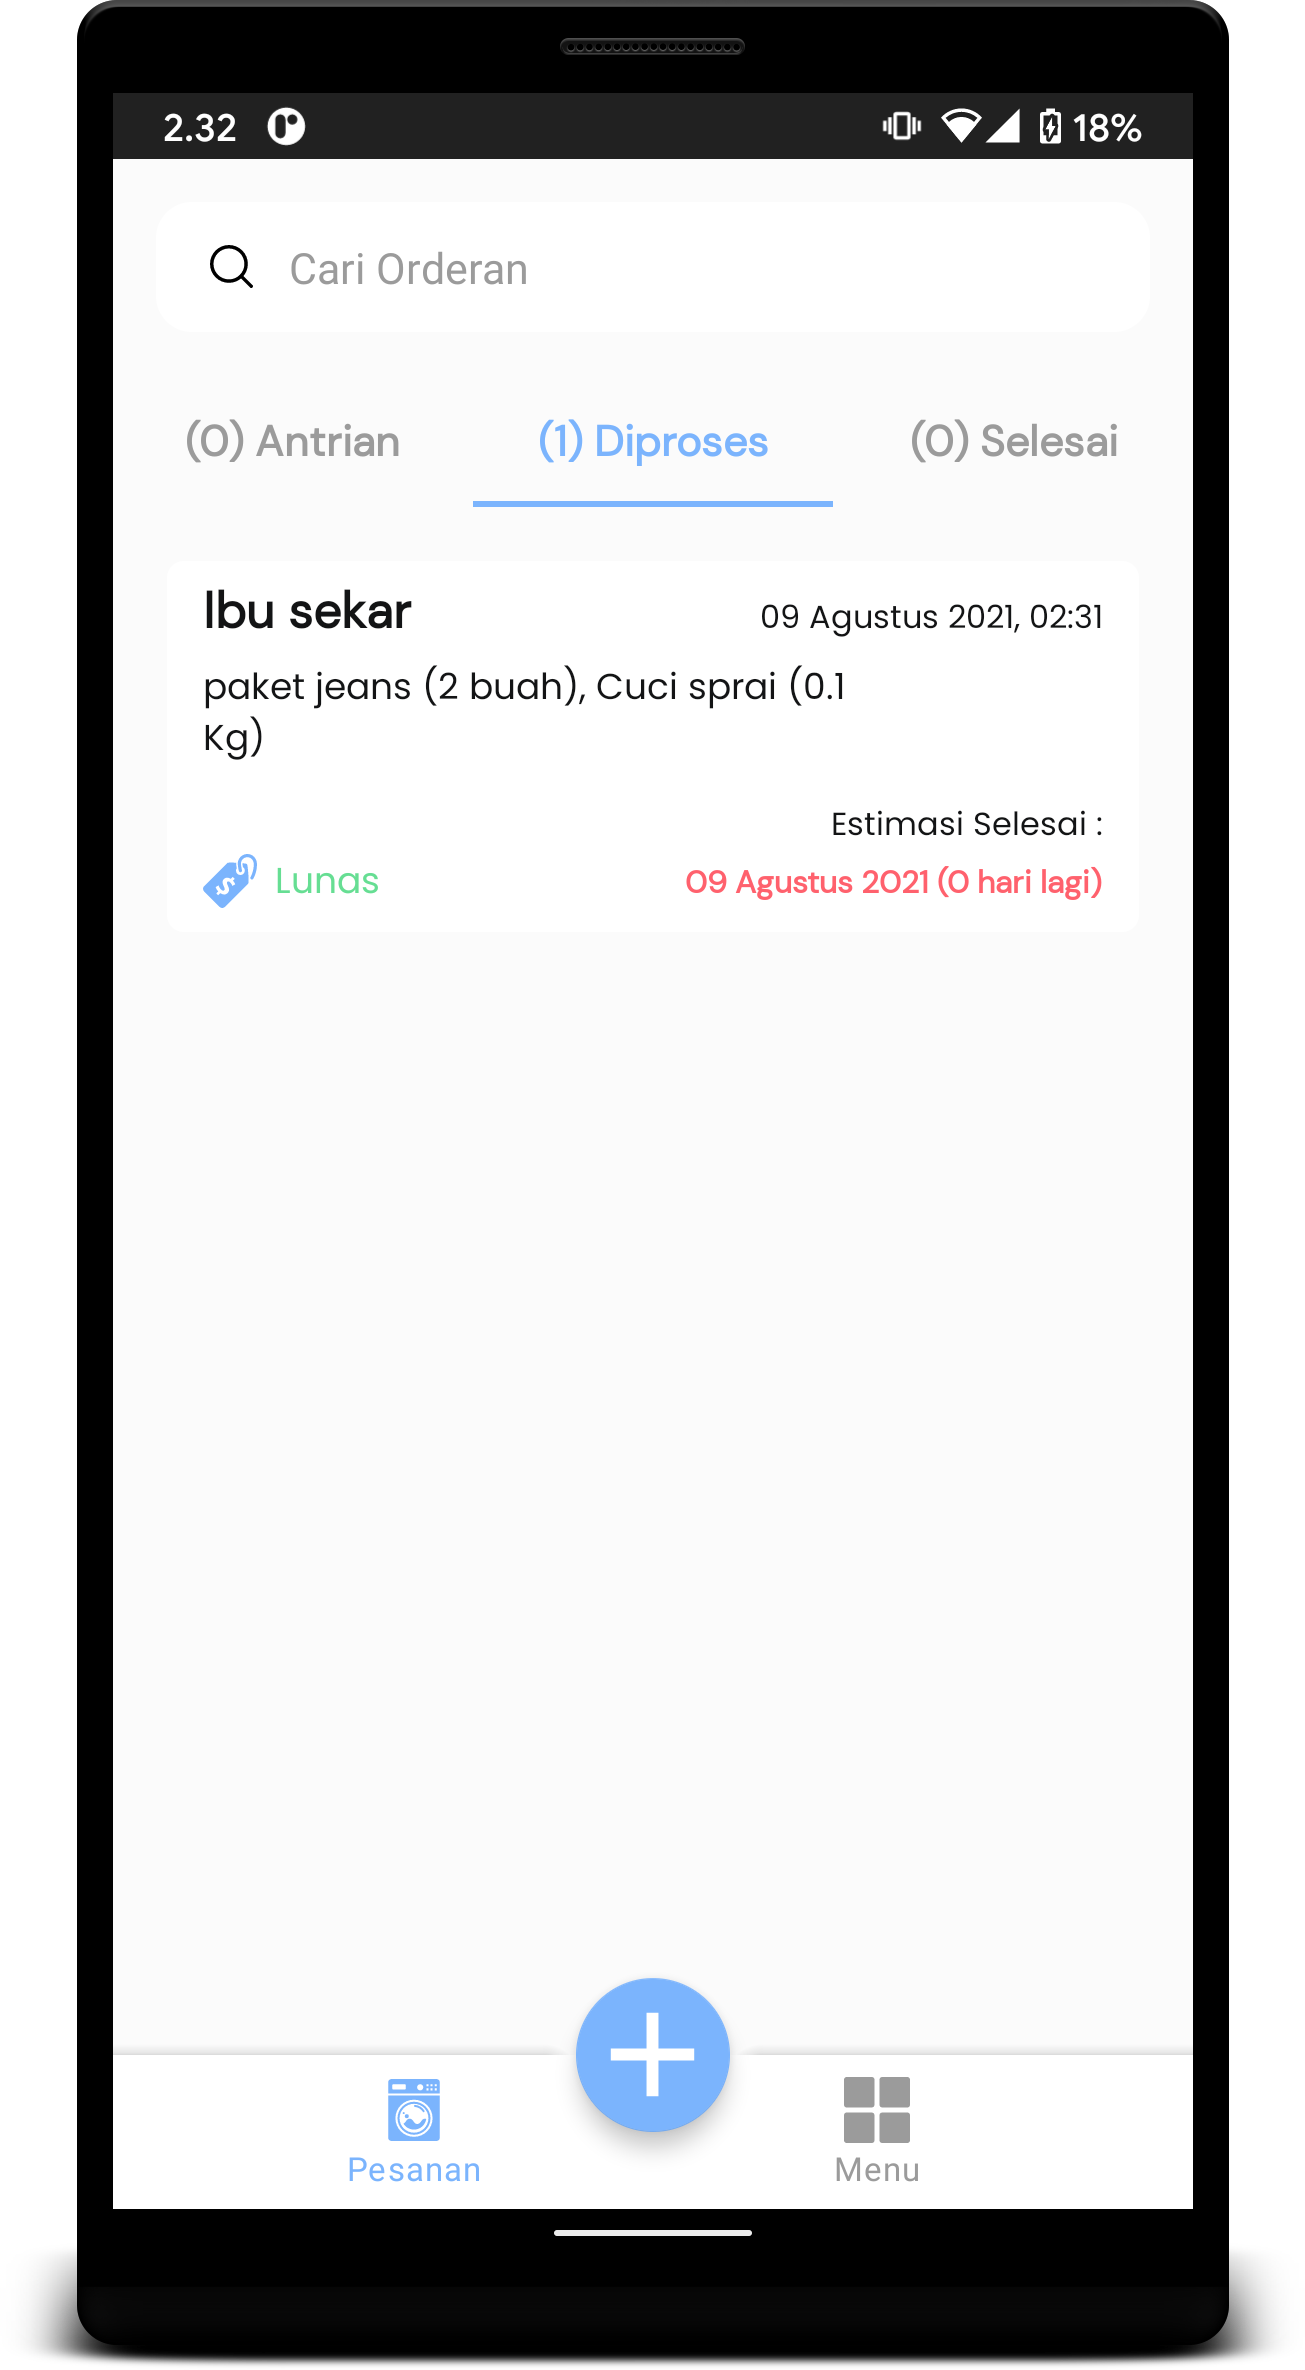 2.32
18%
Cari Orderan
(0) Antrian
(1) Diproses
(0) Selesai
Ibu sekar
09 Agustus 2021, 02:31
paket jeans (2 buah), Cuci sprai (0.1
Kg)
Estimasi Selesai :
Lunas
09 Agustus 2021 (0 hari lagi)
Pesanan
Menu